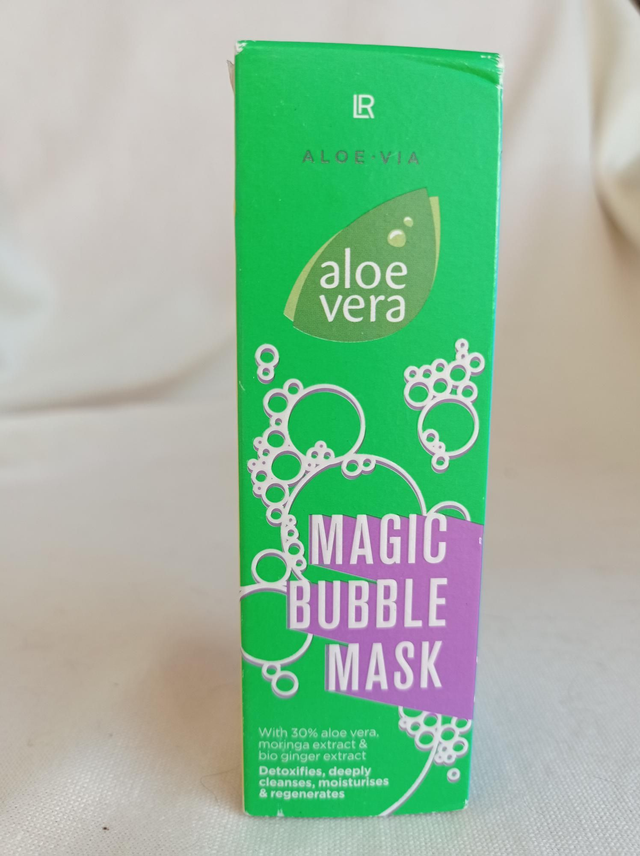 LR
ALOE·VIA
aloe
vera
MAGIC
BUBBLE
MASK
With 30% aloe vera,
moringa extract &
bio ginger extract
Detoxifies, deeply
cleanses, moisturises
& regenerates